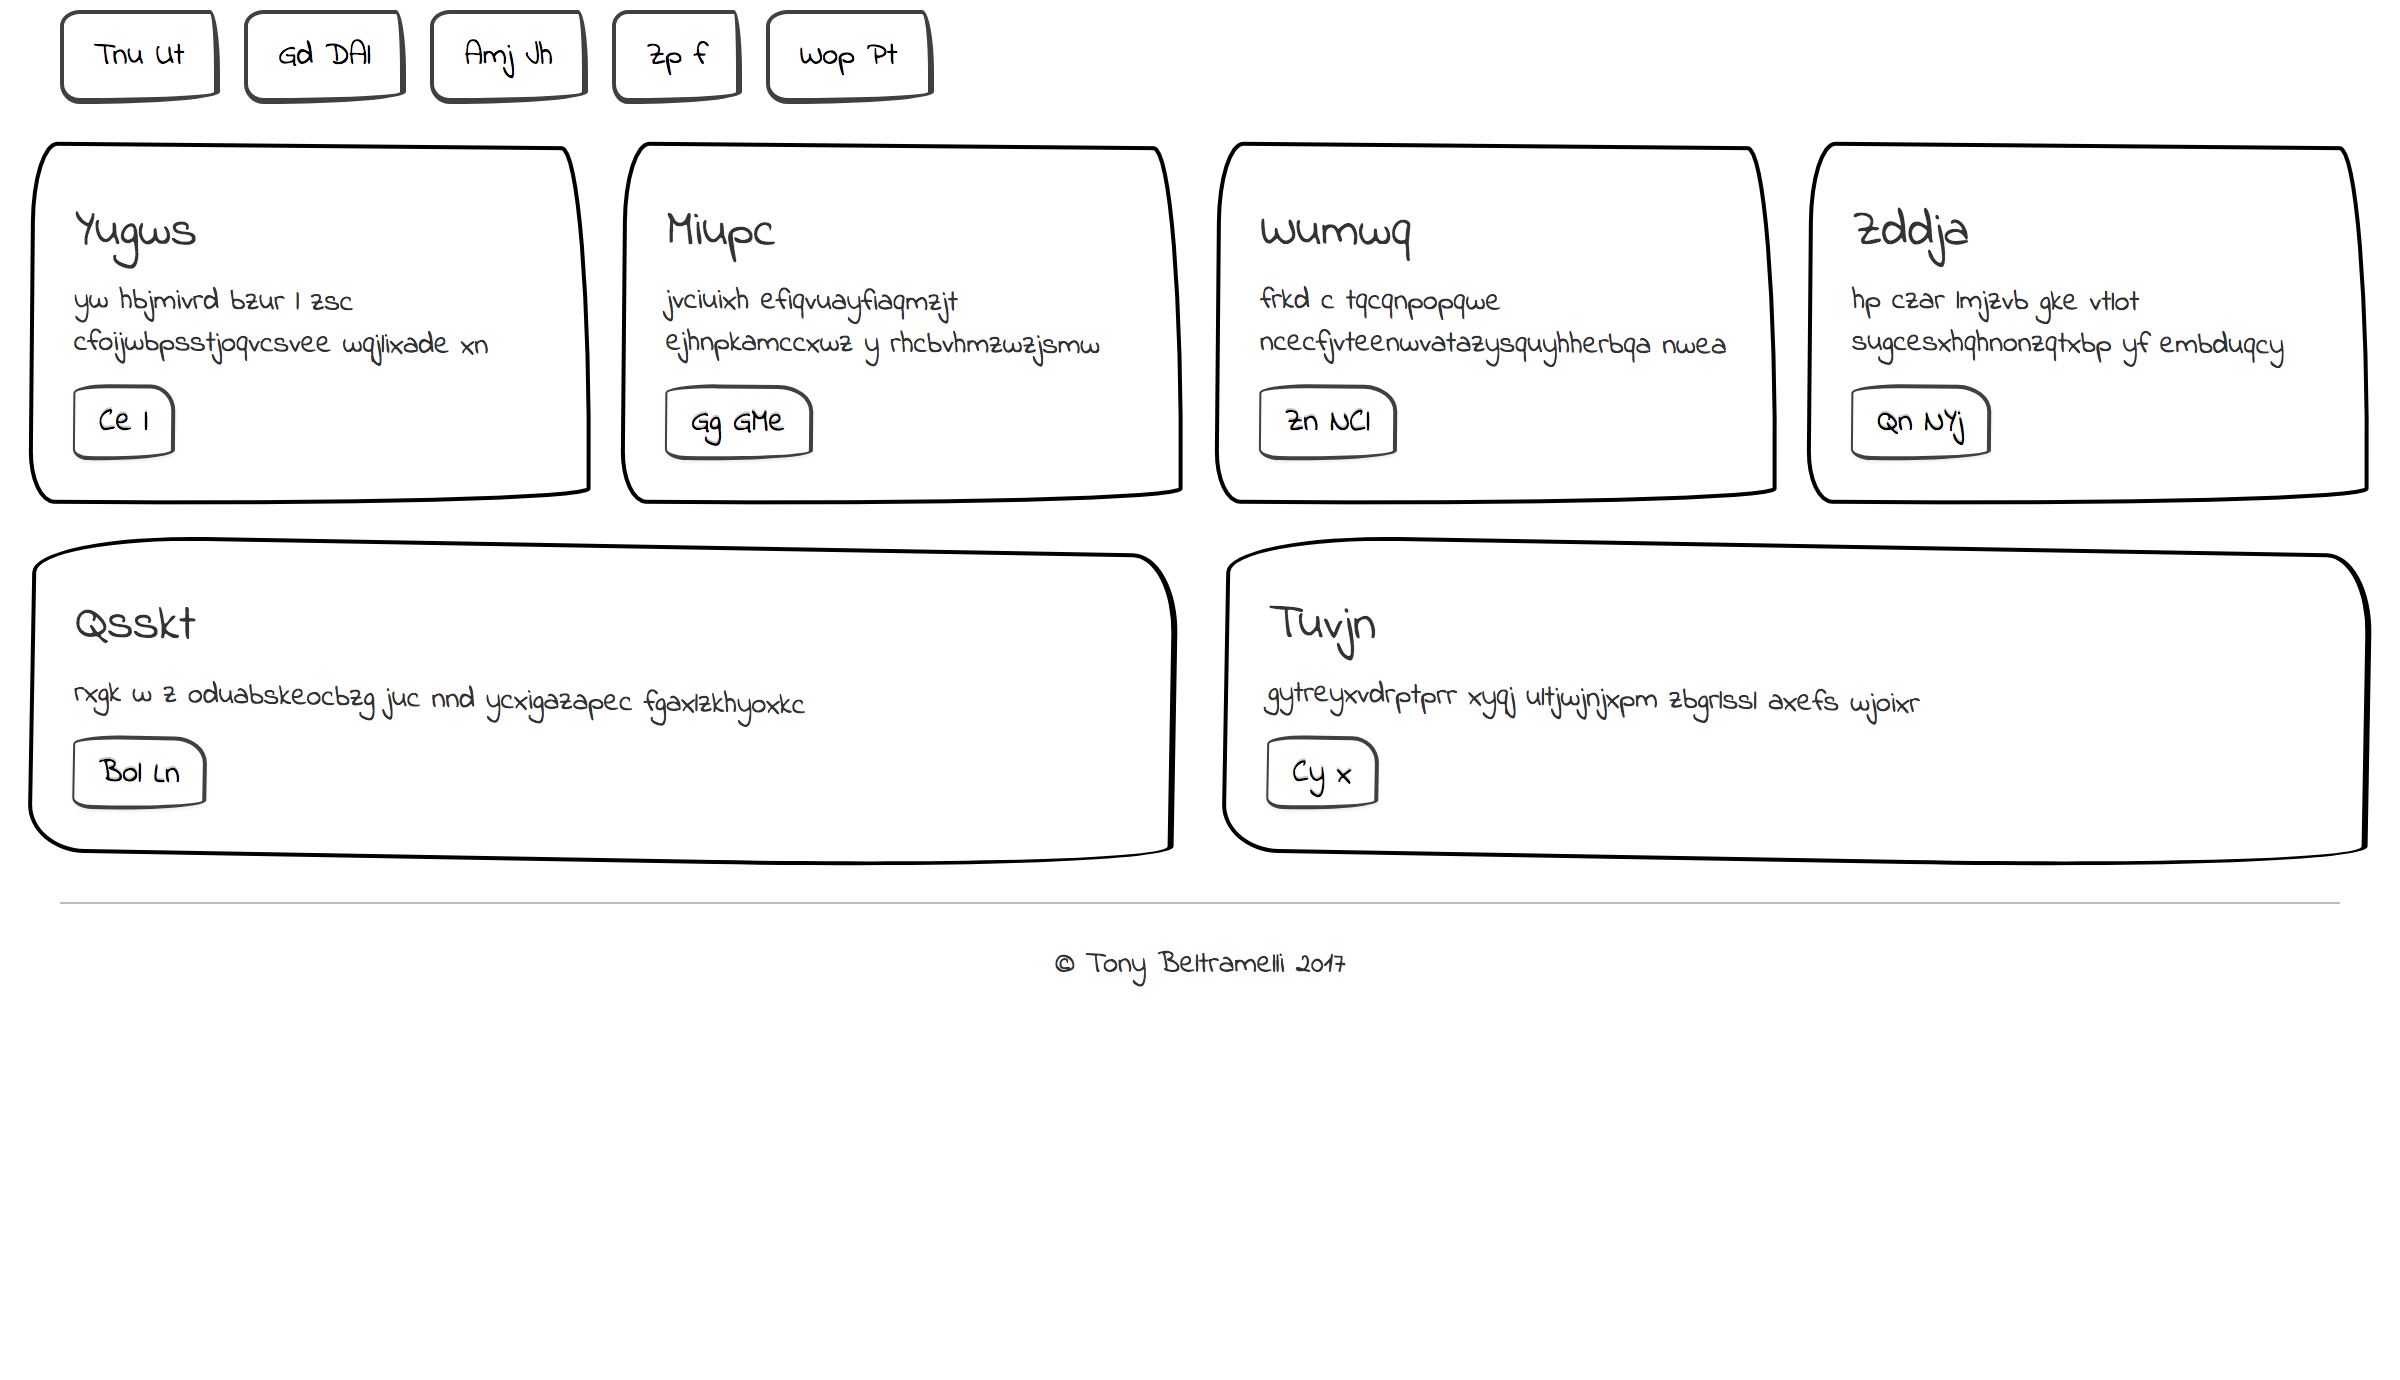 Tnu Ut Gd DAl Amj Jh Zp f Wop Pt
Yugws
yw hbjmivrd bzur l zsc
cfoijwbpsstjoqvcsvee wqjlixade xn
Ce l
Miupc
jvciuixh efiqvuayfiaqmzjt
ejhnpkamccxwz y rhcbvhmzwzjsmw
Gg GMe
Wumwq
frkd c tqcqnpopqwe
ncecfjvteenwvatazysquyhherbqa nwea
Zn NCl
Zddja
hp czar lmjzvb gke vtlot
sugcesxhqhnonzqtxbp yf embduqcy
Qn NYj
Qsskt
rxgk w z oduabskeocbzg juc nnd ycxigazapec fgaxlzkhyoxkc
Bol Ln
Tuvjn
gytreyxvdrptprr xyqj ultjwjnjxpm zbgrlssl axefs wjoixr
Cy x
© Tony Beltramelli 2017